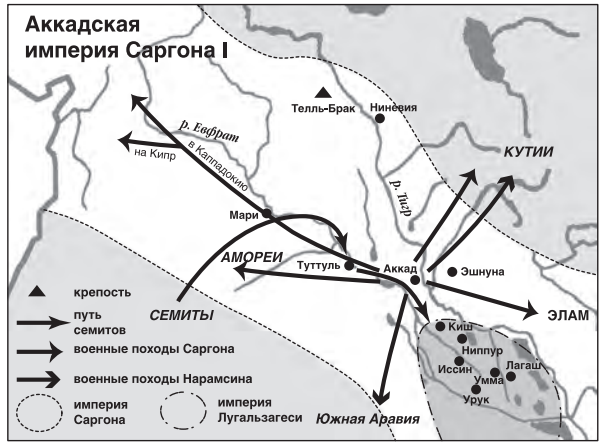 Аккадская
империя Саргона I
Телль-Брак
Ниневия
р. Евфрат
на Кипр
в Каппадокию
КУТИИ
р. Тигр
Мари
АМОРЕИ
Туттуль
Аккад
Эшнуна
СЕМИТЫ
ЭЛАМ
Киш
Ниппур
Иссин
Лагаш
Умма
Урук
Южная Аравия
крепость
путь
семитов
военные походы Саргона
военные походы Нарамсина
империя
Саргона
империя
Лугальзагеси